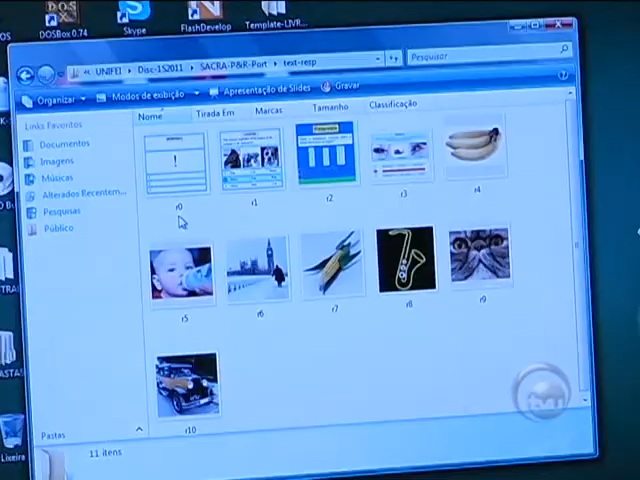 DOSBox 0.74
Skype
FlashDevelop
Template-LIVR...
UNIFEI
Disc-1S2011
SACRA-P&R-Port
text-resp
Pesquisar
Organizar
Modos de exibição
Apresentação de Slides
Gravar
Links Favoritos
Documentos
Imagens
Músicas
Alterados Recentem...
Pesquisas
Público
Nome
Tirada Em
Marcas
Tamanho
Classificação
r0
r1
r2
r3
r4
r5
r6
r7
r8
r9
r10
Pastas
11 itens
Lixeira